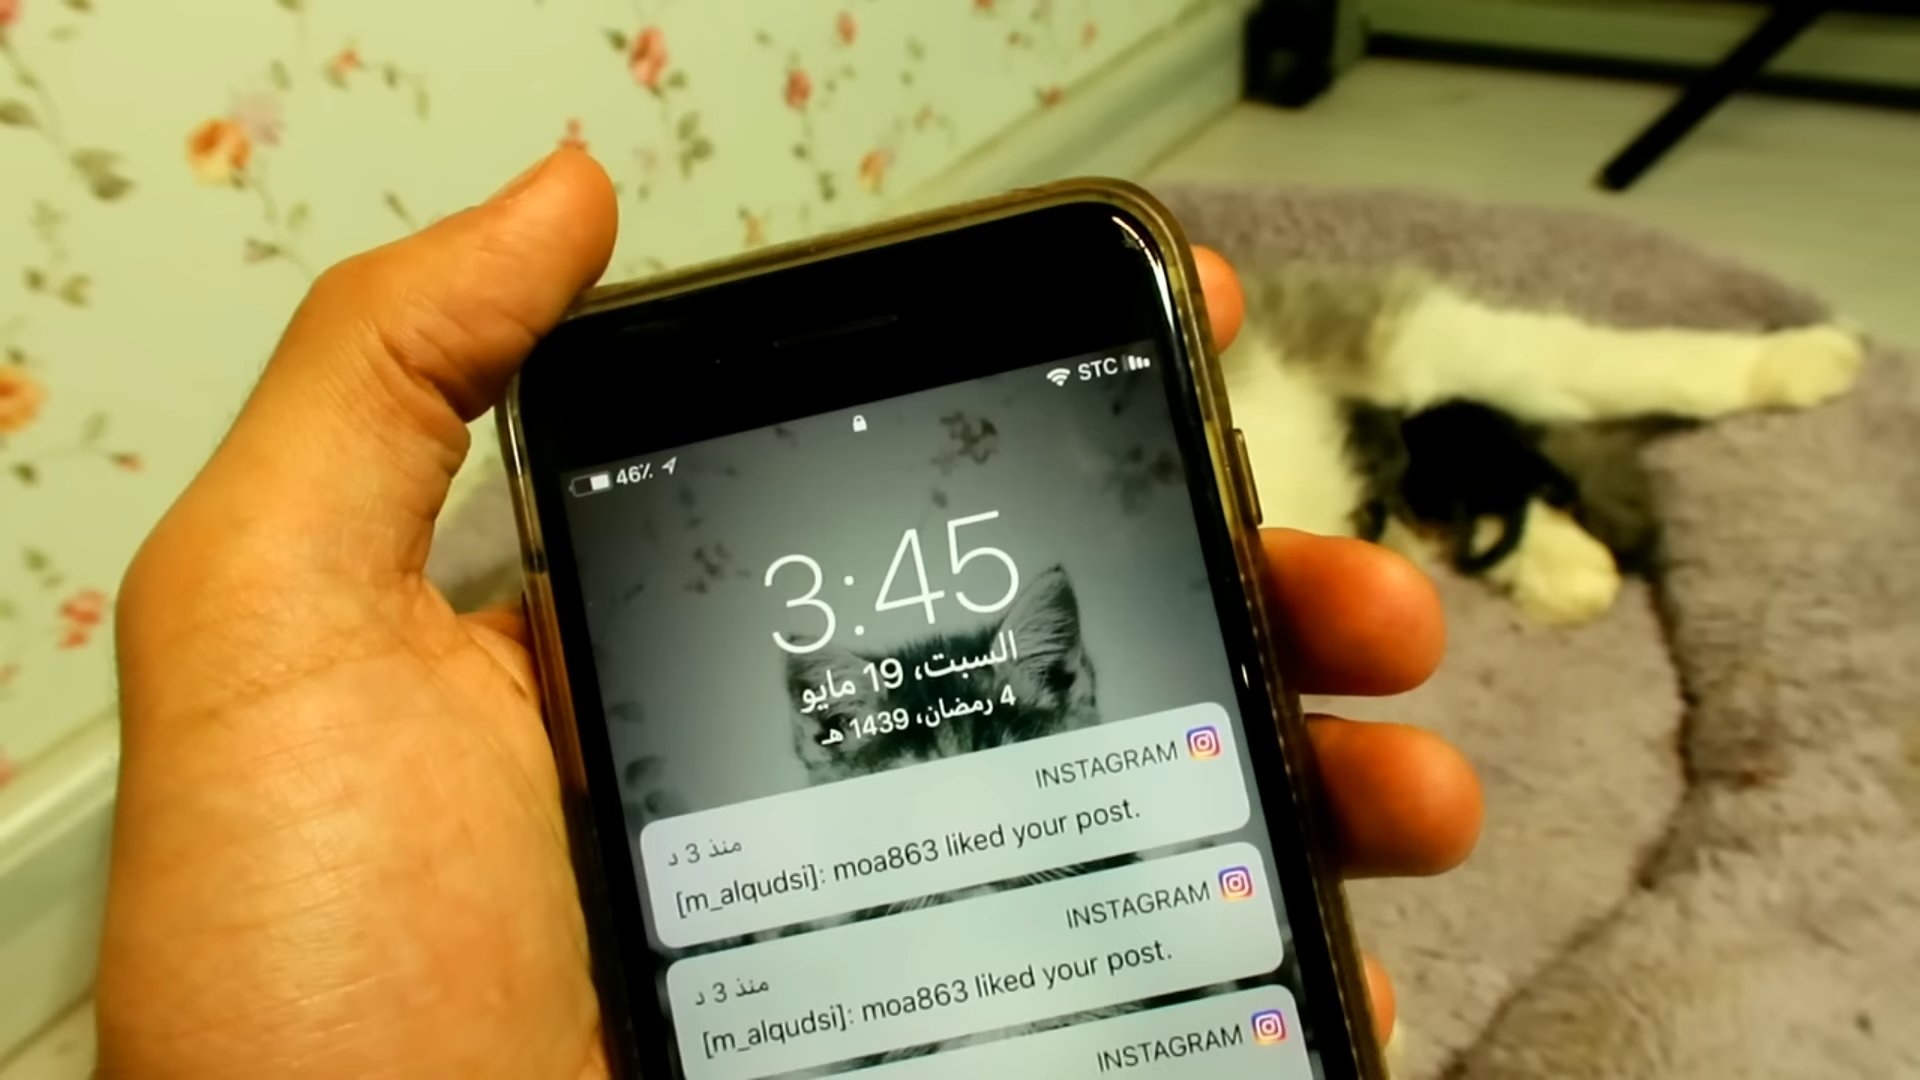 STC
46٪
3:45
السبت، 19 مايو
4 رمضان، 1439 هـ
INSTAGRAM
منذ 3 د
[m_alqudsi]: moa863 liked your post.
INSTAGRAM
منذ 3 د
[m_alqudsi]: moa863 liked your post.
INSTAGRAM